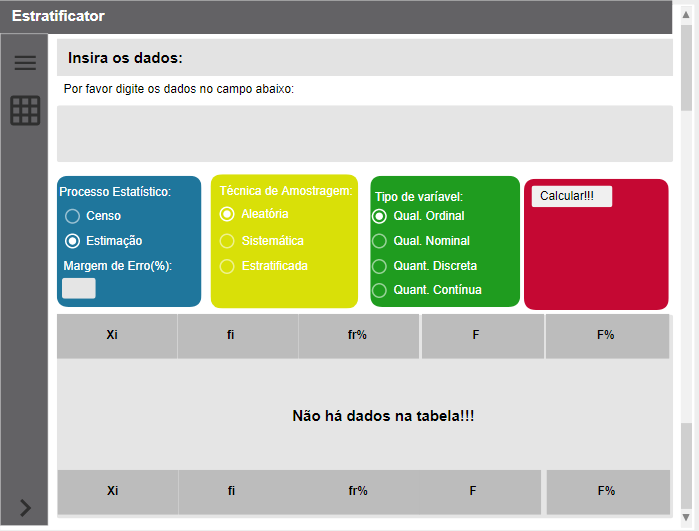 Estratificator
Insira os dados:
Por favor digite os dados no campo abaixo:
Processo Estatístico:
Censo
Estimação
Margem de Erro(%):
Técnica de Amostragem:
Aleatória
Sistemática
Estratificada
Tipo de varíavel:
Qual. Ordinal
Qual. Nominal
Quant. Discreta
Quant. Contínua
Calcular!!!
Xi fi fr% F F%
Não há dados na tabela!!!
Xi fi fr% F F%